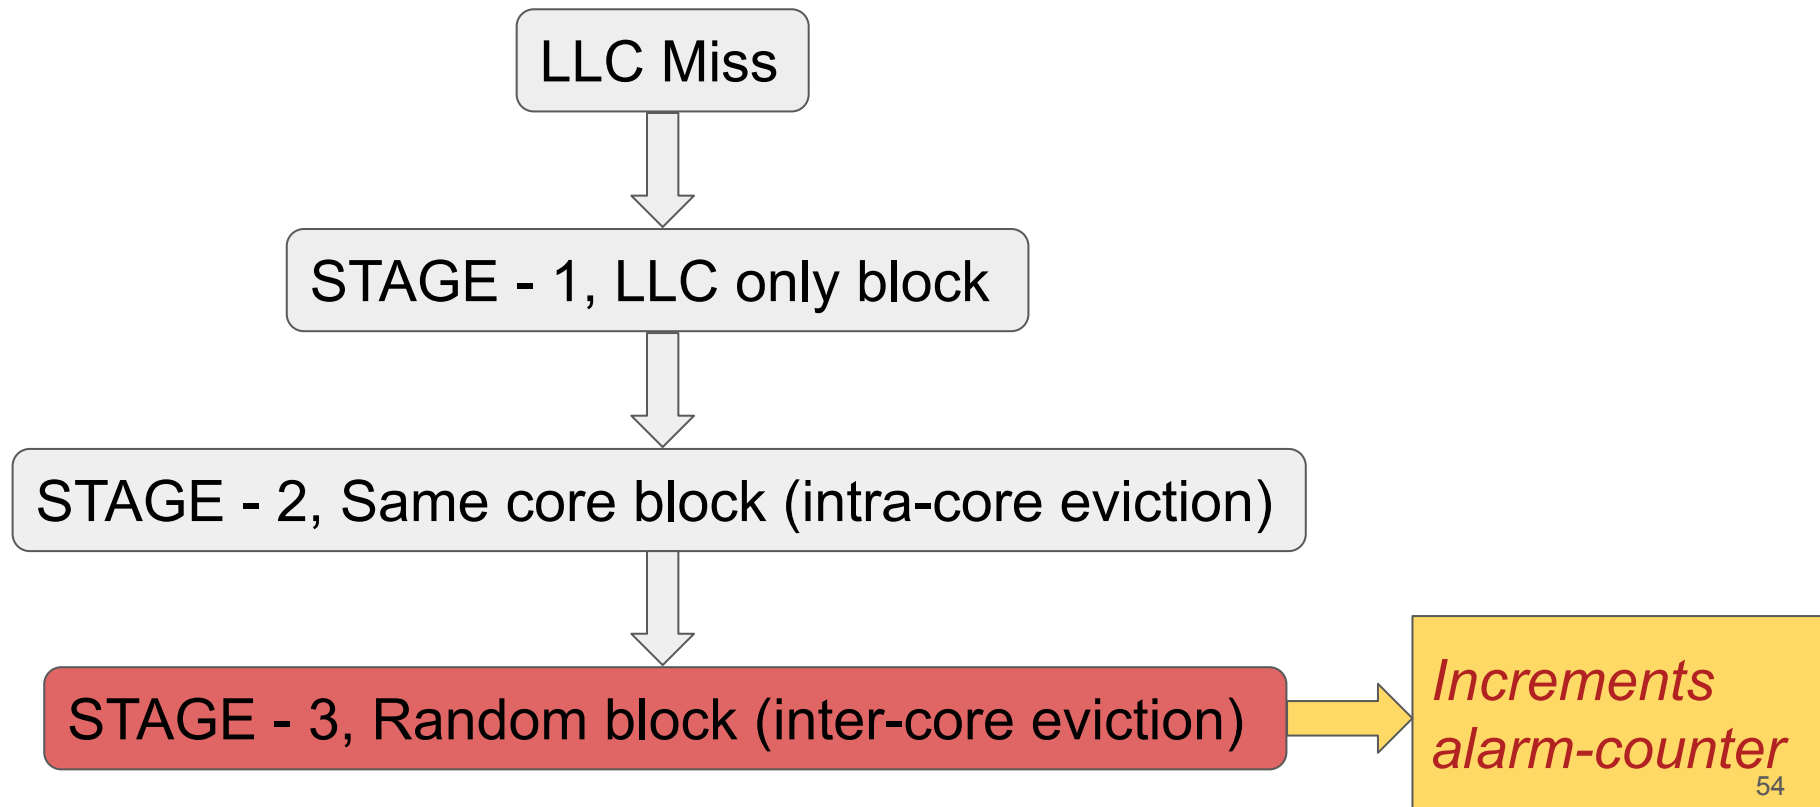 LLC Miss
STAGE - 1, LLC only block
STAGE - 2, Same core block (intra-core eviction)
STAGE - 3, Random block (inter-core eviction)
Increments
alarm-counter
54